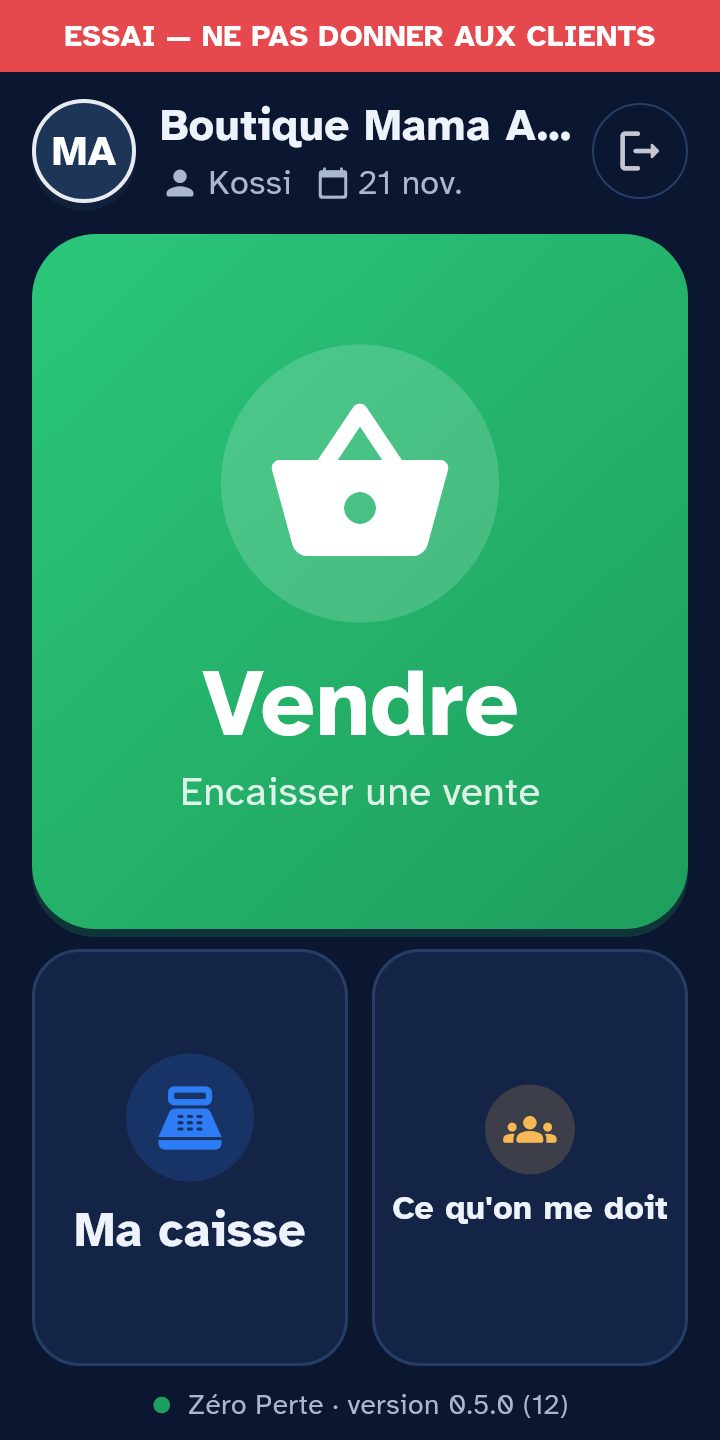 ESSAI — NE PAS DONNER AUX CLIENTS
MA
Boutique Mama A...
Kossi 21 nov.
Vendre
Encaisser une vente
Ma caisse
Ce qu'on me doit
Zéro Perte · version 0.5.0 (12)